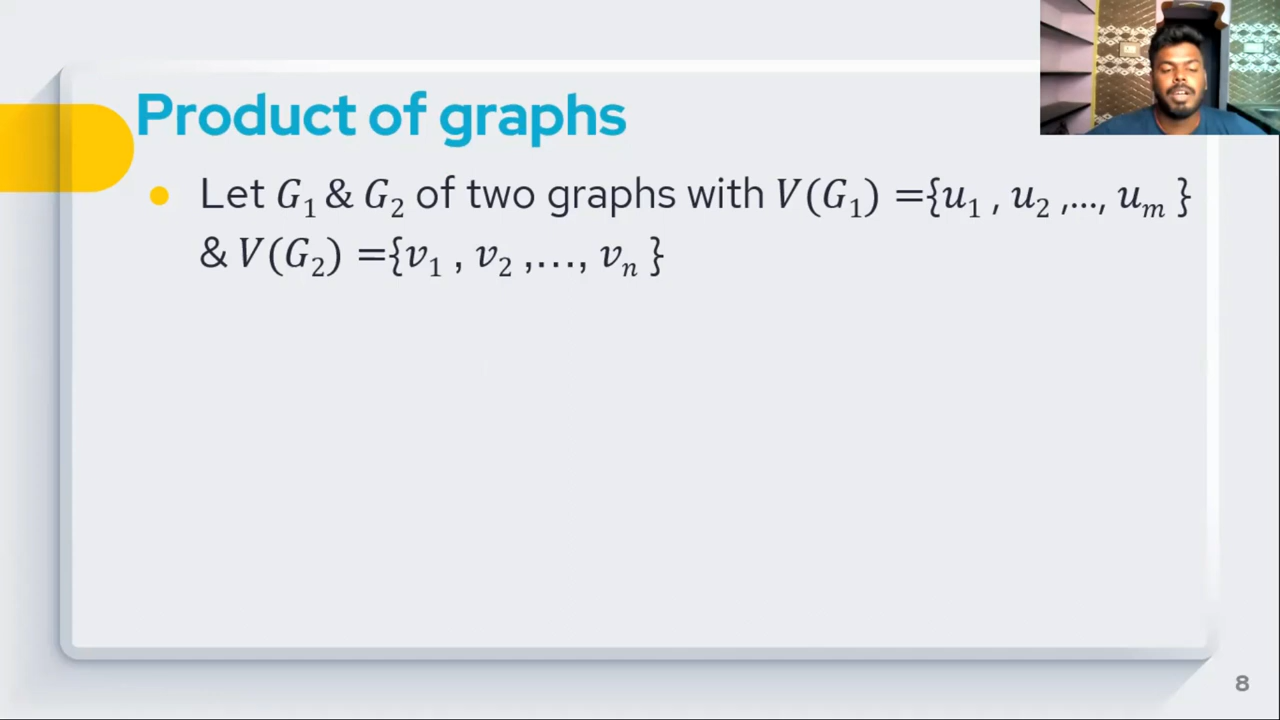 Product of graphs
Let G₁ & G₂ of two graphs with V(G₁) ={u₁ , u₂ ,..., uₘ }
& V(G₂) ={v₁ , v₂ ,…, vₙ }
8